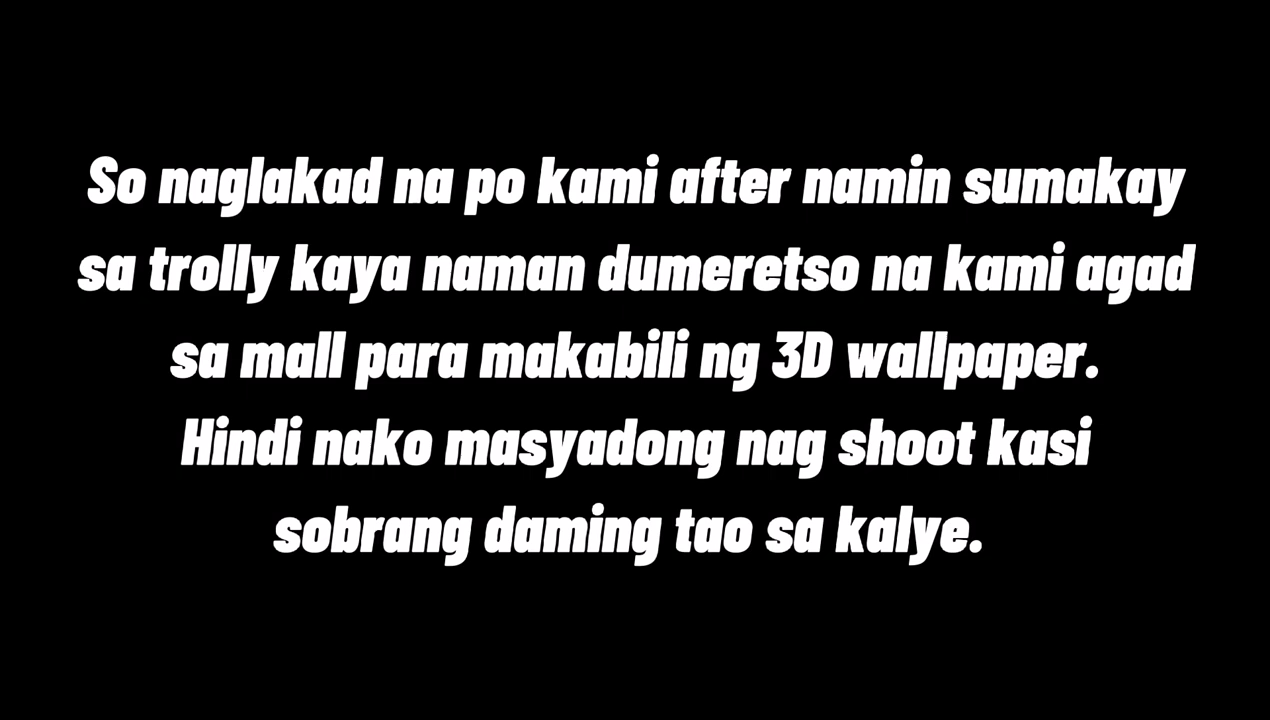 So naglakad na po kami after namin sumakay
sa trolly kaya naman dumeretso na kami agad
sa mall para makabili ng 3D wallpaper.
Hindi nako masyadong nag shoot kasi
sobrang daming tao sa kalye.